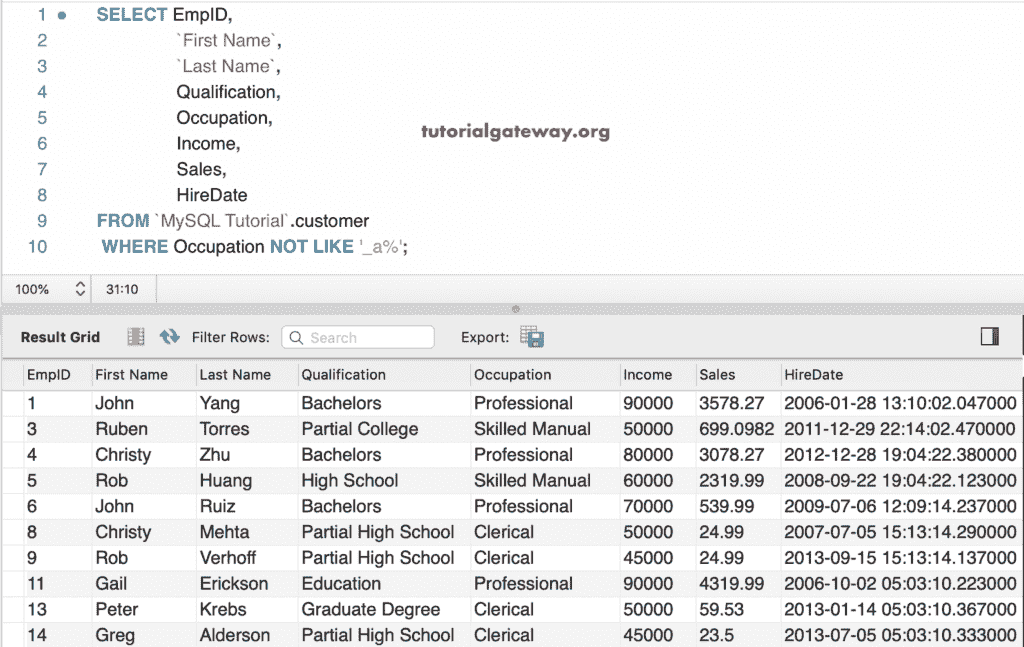 1 SELECT EmpID,
2 `First Name`,
3 `Last Name`,
4 Qualification,
5 Occupation,
6 Income,
7 Sales,
8 HireDate
9 FROM `MySQL Tutorial`.customer
10 WHERE Occupation NOT LIKE '_a%';
tutorialgateway.org
100% 31:10
Result Grid Filter Rows: Search Export:
EmpID First Name Last Name Qualification Occupation Income Sales HireDate
1 John Yang Bachelors Professional 90000 3578.27 2006-01-28 13:10:02.047000
3 Ruben Torres Partial College Skilled Manual 50000 699.0982 2011-12-29 22:14:02.470000
4 Christy Zhu Bachelors Professional 80000 3078.27 2012-12-28 19:04:22.380000
5 Rob Huang High School Skilled Manual 60000 2319.99 2008-09-22 19:04:22.123000
6 John Ruiz Bachelors Professional 70000 539.99 2009-07-06 12:09:14.237000
8 Christy Mehta Partial High School Clerical 50000 24.99 2007-07-05 15:13:14.290000
9 Rob Verhoff Partial High School Clerical 45000 24.99 2013-09-15 15:13:14.137000
11 Gail Erickson Education Professional 90000 4319.99 2006-10-02 05:03:10.223000
13 Peter Krebs Graduate Degree Clerical 50000 59.53 2013-01-14 05:03:10.367000
14 Greg Alderson Partial High School Clerical 45000 23.5 2013-07-05 05:03:10.333000